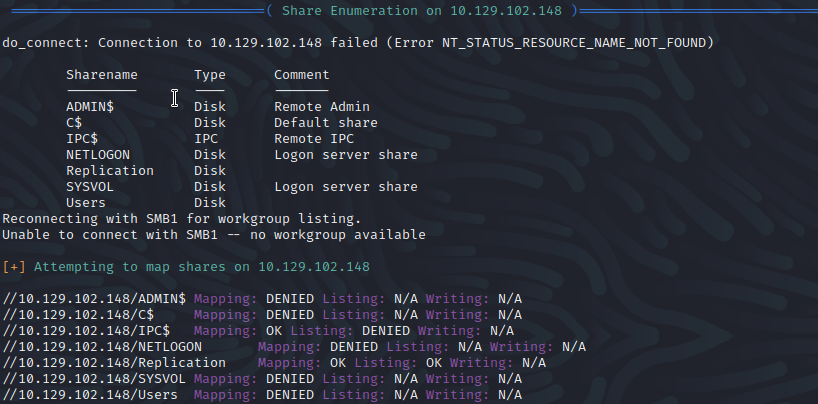 ( Share Enumeration on 10.129.102.148 )
do_connect: Connection to 10.129.102.148 failed (Error NT_STATUS_RESOURCE_NAME_NOT_FOUND)
Sharename Type Comment
ADMIN$ Disk Remote Admin
C$ Disk Default share
IPC$ IPC Remote IPC
NETLOGON Disk Logon server share
Replication Disk
SYSVOL Disk Logon server share
Users Disk
Reconnecting with SMB1 for workgroup listing.
Unable to connect with SMB1 -- no workgroup available
[+] Attempting to map shares on 10.129.102.148
//10.129.102.148/ADMIN$ Mapping: DENIED Listing: N/A Writing: N/A
//10.129.102.148/C$ Mapping: DENIED Listing: N/A Writing: N/A
//10.129.102.148/IPC$ Mapping: OK Listing: DENIED Writing: N/A
//10.129.102.148/NETLOGON Mapping: DENIED Listing: N/A Writing: N/A
//10.129.102.148/Replication Mapping: OK Listing: OK Writing: N/A
//10.129.102.148/SYSVOL Mapping: DENIED Listing: N/A Writing: N/A
//10.129.102.148/Users Mapping: DENIED Listing: N/A Writing: N/A